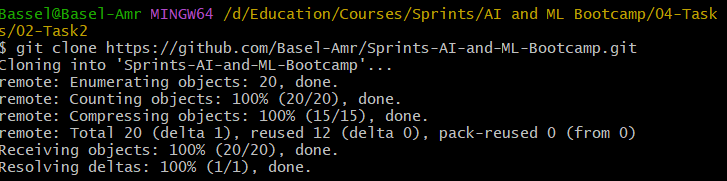 Bassel@Basel-Amr MINGW64 /d/Education/Courses/Sprints/AI and ML Bootcamp/04-Task
s/02-Task2
$ git clone https://github.com/Basel-Amr/Sprints-AI-and-ML-Bootcamp.git
Cloning into 'Sprints-AI-and-ML-Bootcamp'...
remote: Enumerating objects: 20, done.
remote: Counting objects: 100% (20/20), done.
remote: Compressing objects: 100% (15/15), done.
remote: Total 20 (delta 1), reused 12 (delta 0), pack-reused 0 (from 0)
Receiving objects: 100% (20/20), done.
Resolving deltas: 100% (1/1), done.